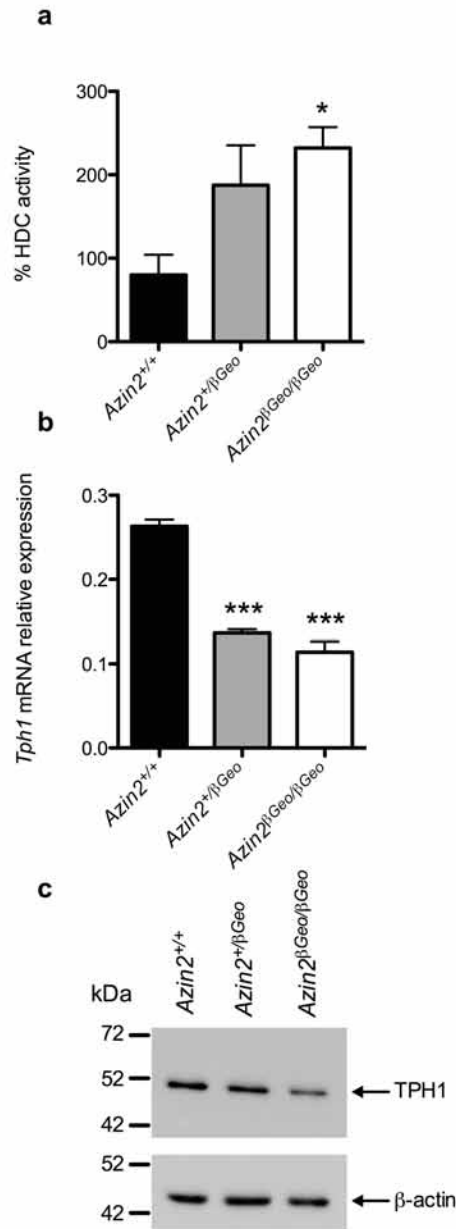 a
% HDC activity
300
200
100
0
*
Azin2+/+
Azin2+/βGeo
Azin2βGeo/βGeo
b
Tph1 mRNA relative expression
0.3
0.2
0.1
0.0
***
***
Azin2+/+
Azin2+/βGeo
Azin2βGeo/βGeo
c
Azin2+/+
Azin2+/βGeo
Azin2βGeo/βGeo
kDa
72
52
42
TPH1
52
42
β-actin